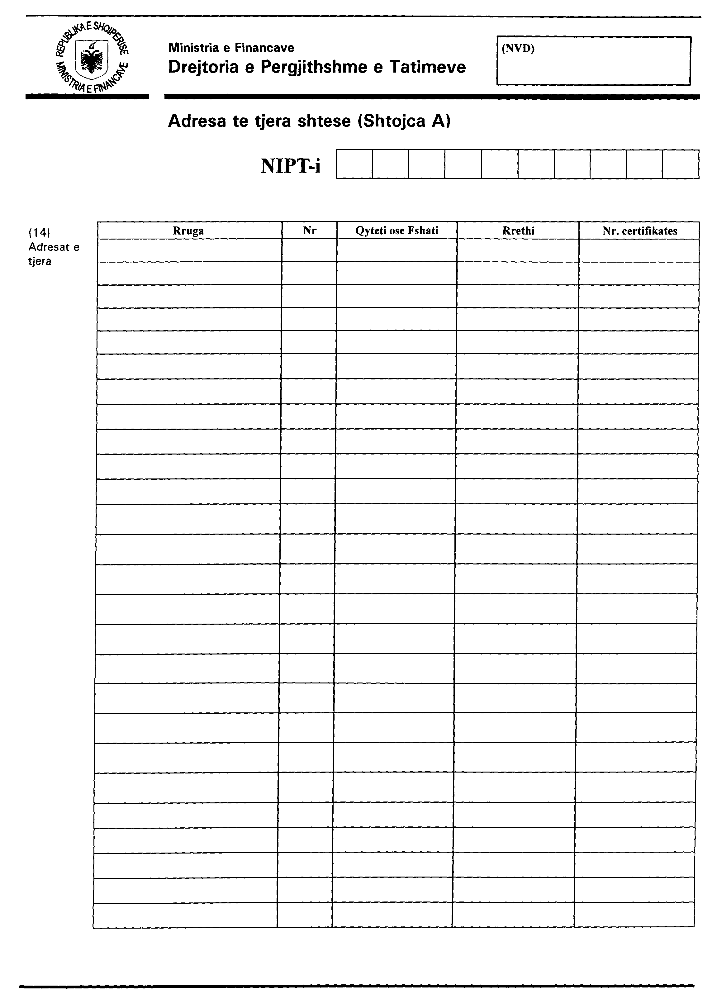 REPUBLIKA E SHQIPERISE
MINISTRIA E FINANCAVE
Ministria e Financave
Drejtoria e Pergjithshme e Tatimeve
(NVD)
Adresa te tjera shtese (Shtojca A)
NIPT-i
(14)
Adresat e
tjera
Rruga Nr Qyteti ose Fshati Rrethi Nr. certifikates